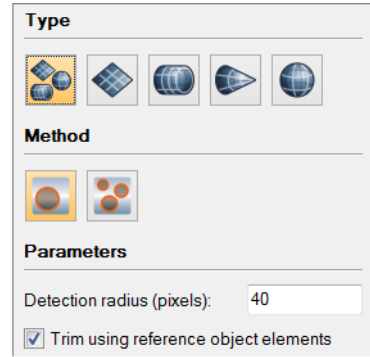 Type
Method
Parameters
Detection radius (pixels): 40
Trim using reference object elements